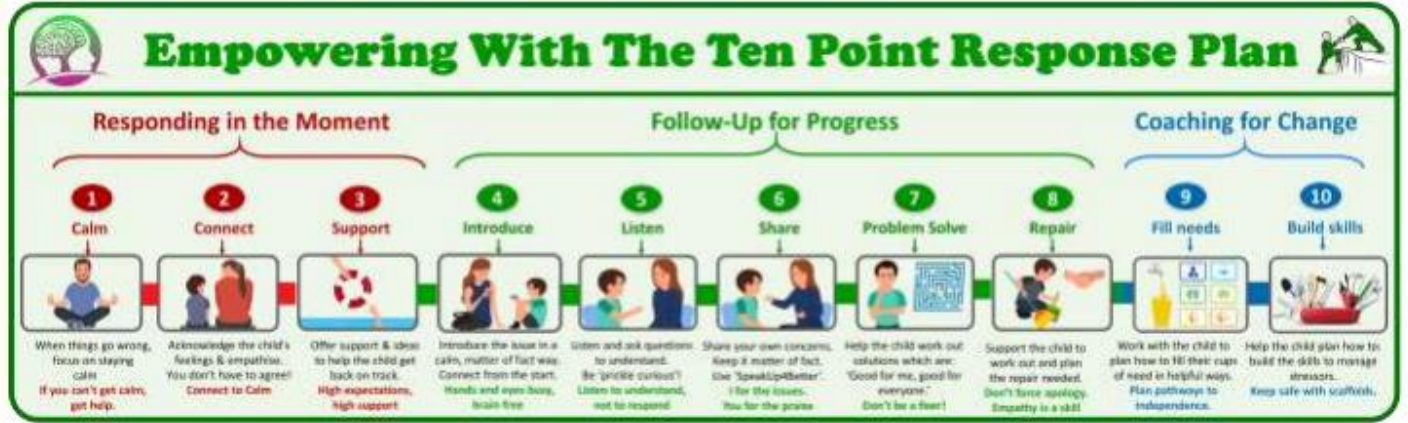 Empowering With The Ten Point Response Plan
Responding in the Moment
Follow-Up for Progress
Coaching for Change
1
Calm
When things go wrong,
focus on staying
calm
If you can't get calm,
get help.
2
Connect
Acknowledge the child's
feelings & empathise.
You don't have to agree!
Connect to Calm
3
Support
Offer support & ideas
to help the child get
back on track.
High expectations,
high support
4
Introduce
Introduce the issue in a
calm, matter of fact way.
Connect from the start.
Hands and eyes busy,
brain free
5
Listen
Listen and ask questions
to understand.
Be 'prickle curious'!
Listen to understand,
not to respond
6
Share
Share your own concerns.
Keep it matter of fact.
Use 'SpeakUp4Better'
I for the issues.
You for the praise
7
Problem Solve
Help the child work out
solutions which are:
'Good for me, good for
everyone.'
Don't be a fixer!
8
Repair
Support the child to
work out and plan
the repair needed.
Don't force apology.
Empathy is a skill
9
Fill needs
Work with the child to
plan how to fill their cups
of need in helpful ways.
Plan pathways to
independence.
10
Build skills
Help the child plan how to
build the skills to manage
stressors.
Keep safe with scaffolds.